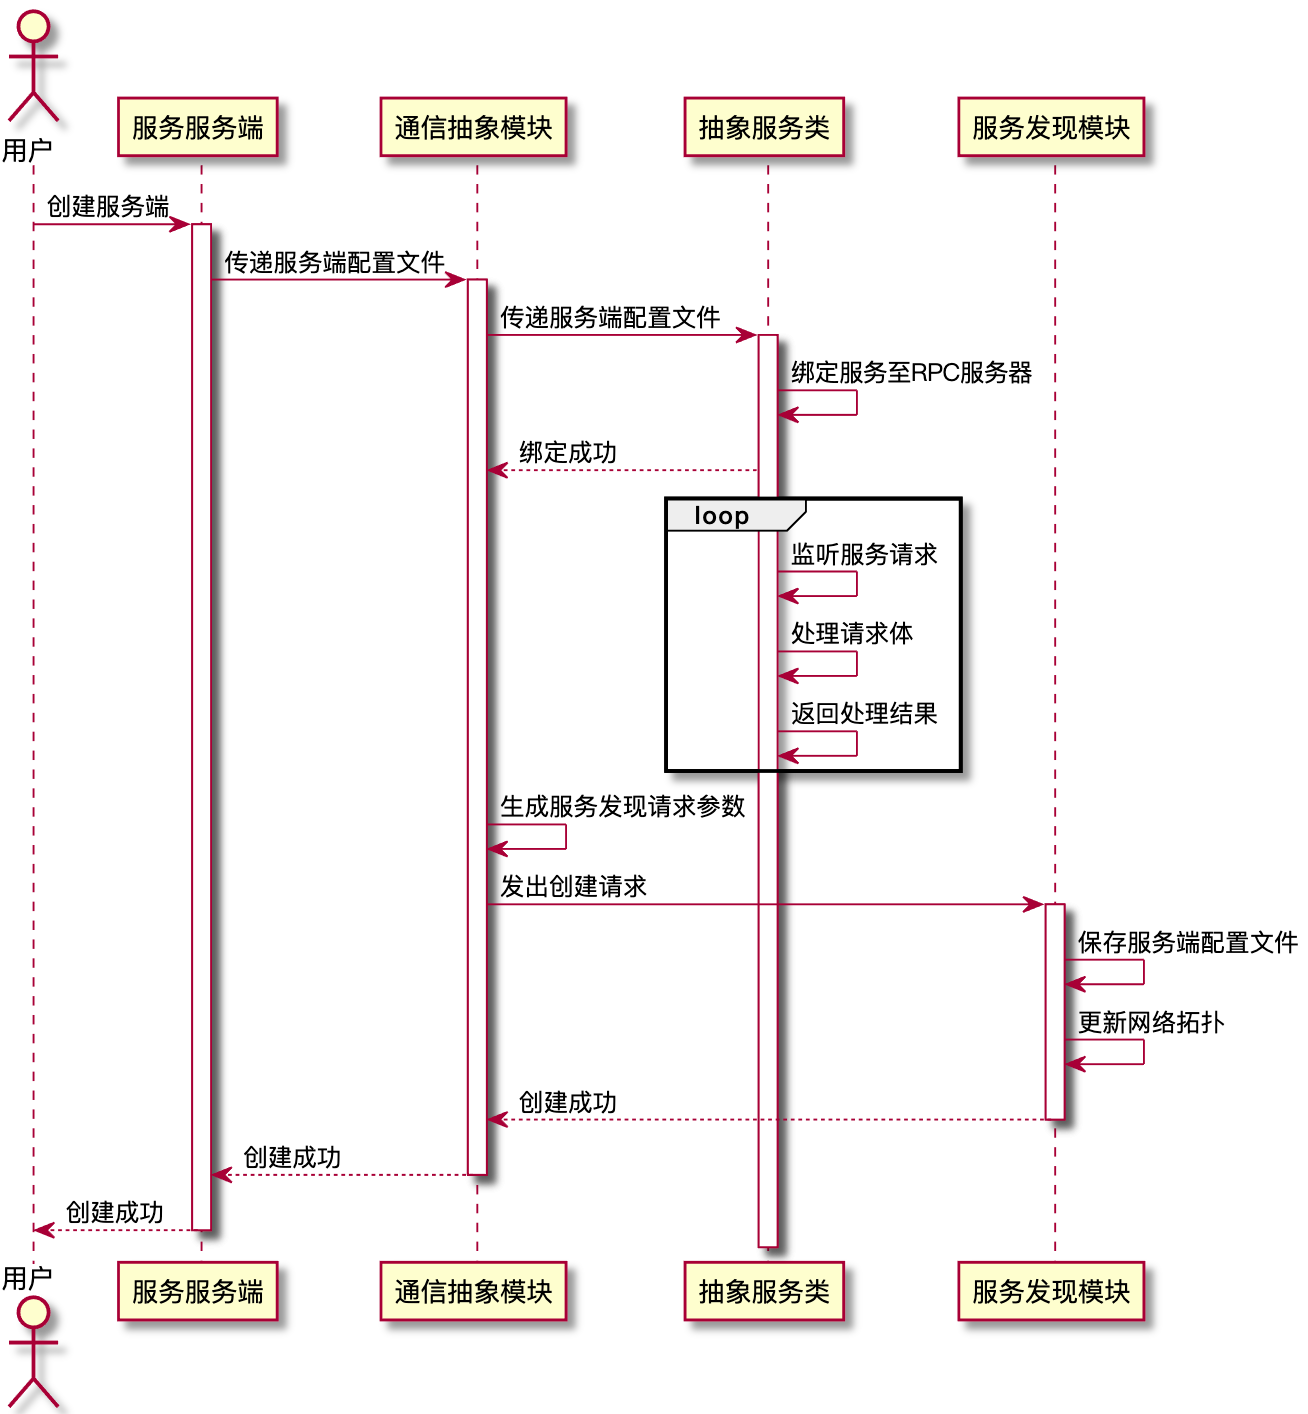 用户
服务服务端
通信抽象模块
抽象服务类
服务发现模块
创建服务端
传递服务端配置文件
传递服务端配置文件
绑定服务至RPC服务器
绑定成功
loop
监听服务请求
处理请求体
返回处理结果
生成服务发现请求参数
发出创建请求
保存服务端配置文件
更新网络拓扑
创建成功
创建成功
创建成功
用户
服务服务端
通信抽象模块
抽象服务类
服务发现模块